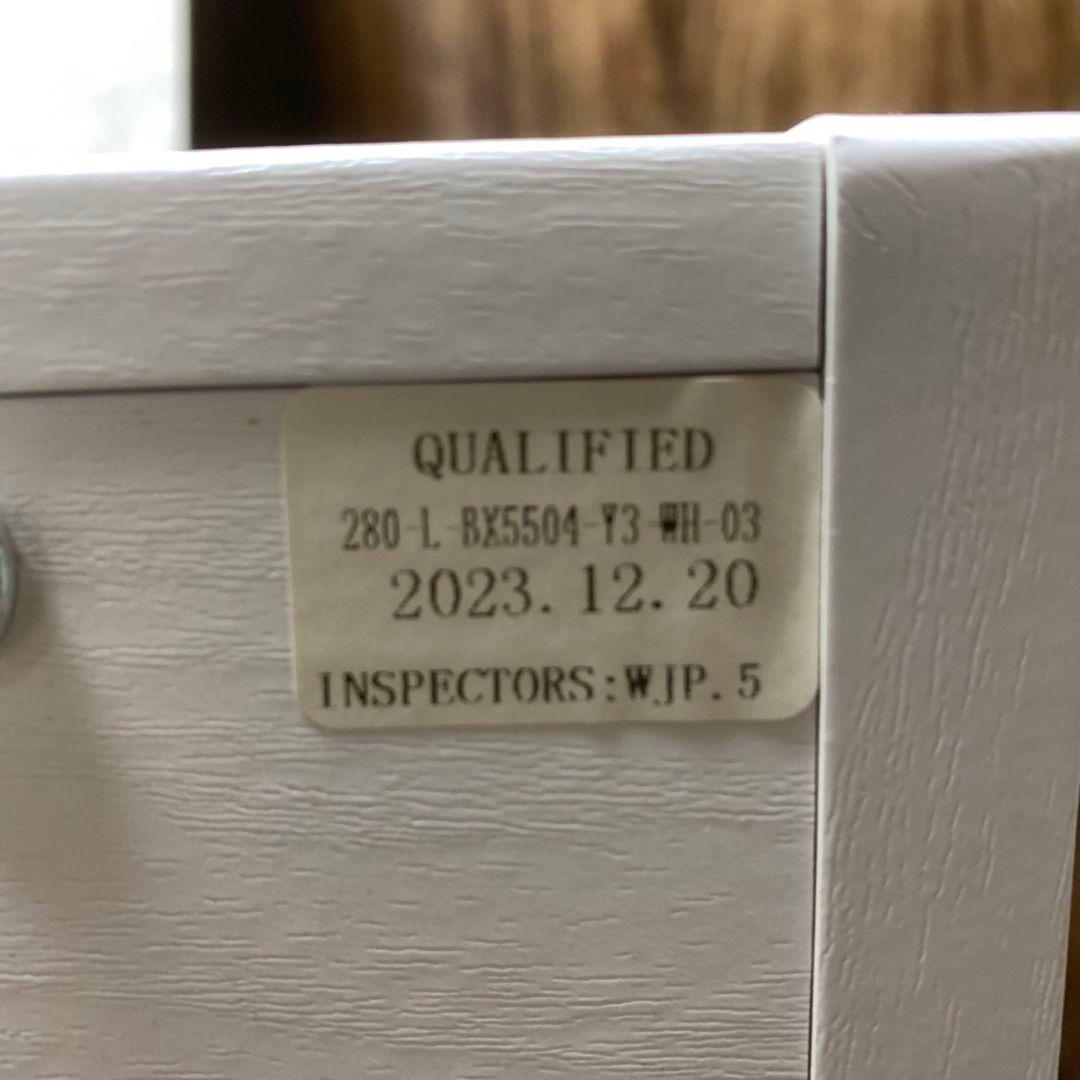 QUALIFIED
280-L-BX5504-Y3-WH-03
2023.12.20
INSPECTORS:WJP.5